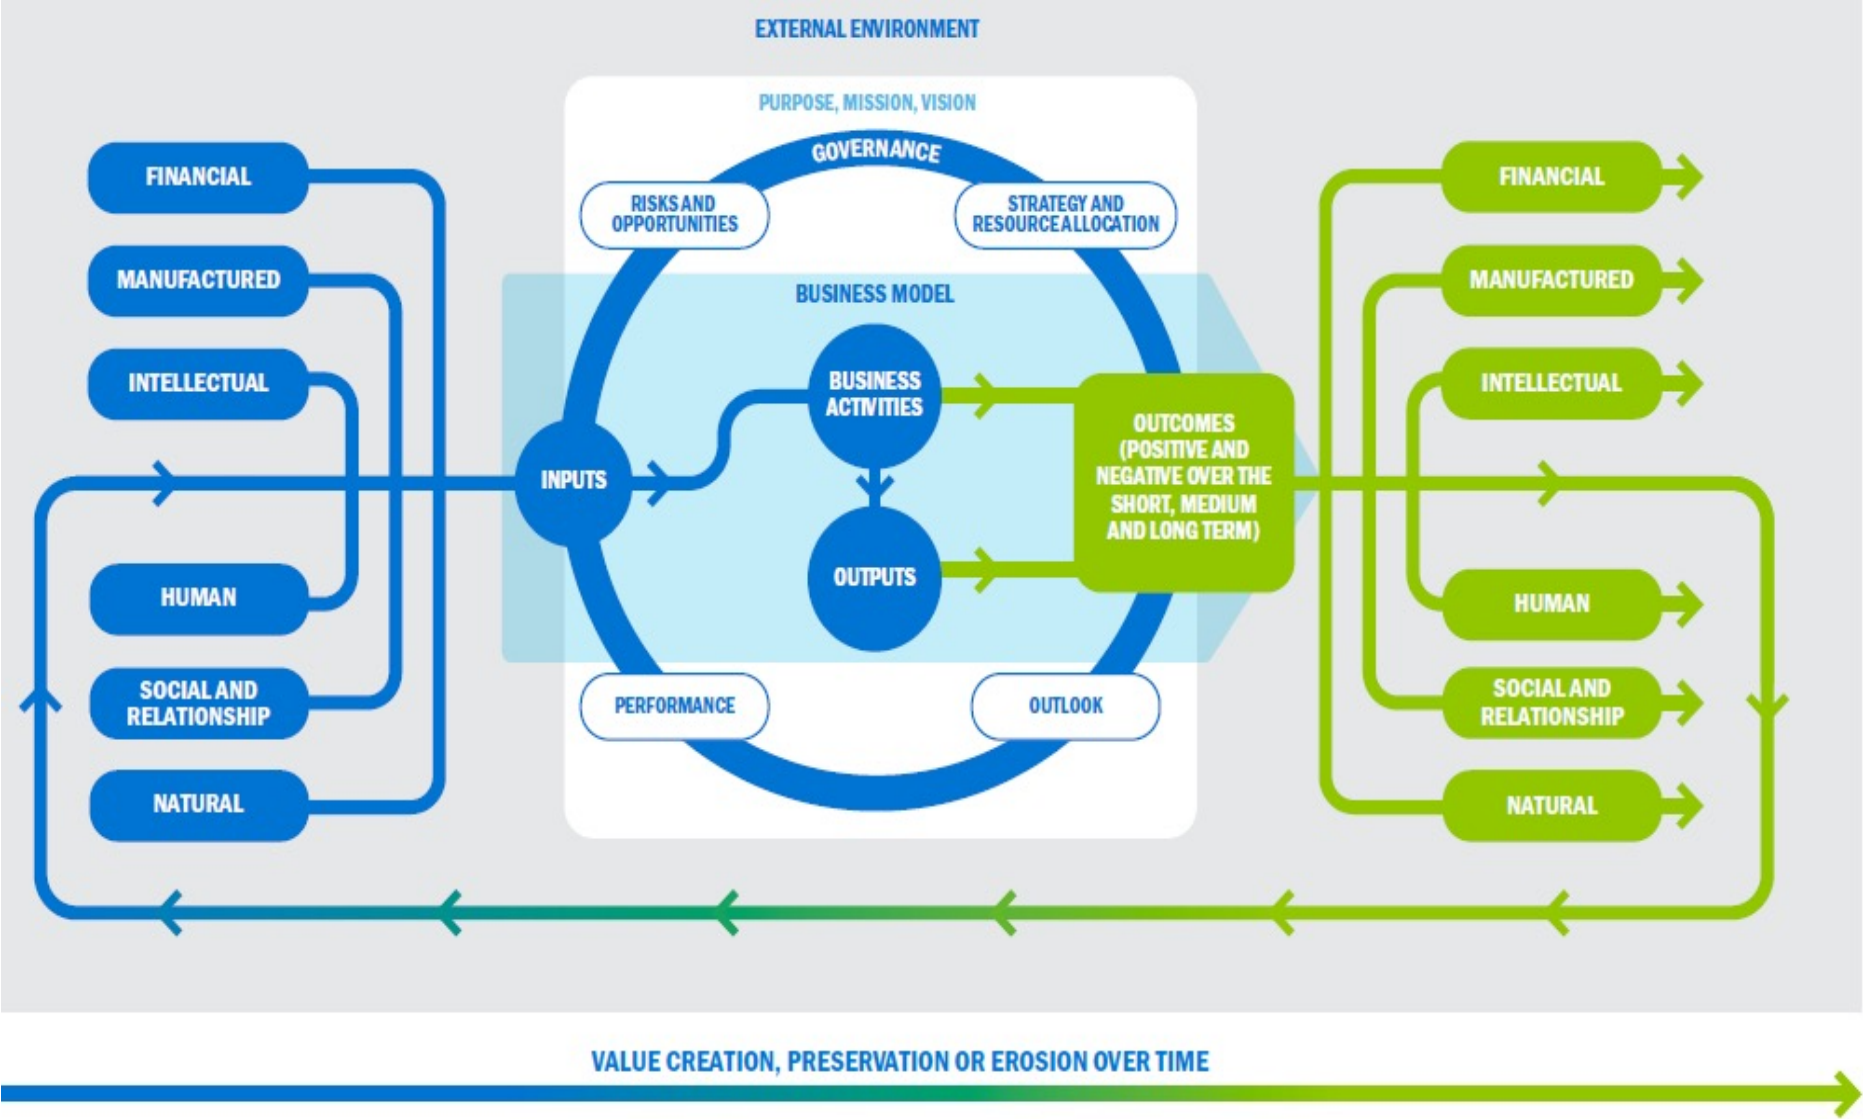 EXTERNAL ENVIRONMENT
PURPOSE, MISSION, VISION
GOVERNANCE
RISKS AND
OPPORTUNITIES
STRATEGY AND
RESOURCE ALLOCATION
BUSINESS MODEL
FINANCIAL
MANUFACTURED
INTELLECTUAL
HUMAN
SOCIAL AND
RELATIONSHIP
NATURAL
INPUTS
BUSINESS
ACTIVITIES
OUTPUTS
OUTCOMES
(POSITIVE AND
NEGATIVE OVER THE
SHORT, MEDIUM
AND LONG TERM)
PERFORMANCE
OUTLOOK
FINANCIAL
MANUFACTURED
INTELLECTUAL
HUMAN
SOCIAL AND
RELATIONSHIP
NATURAL
VALUE CREATION, PRESERVATION OR EROSION OVER TIME